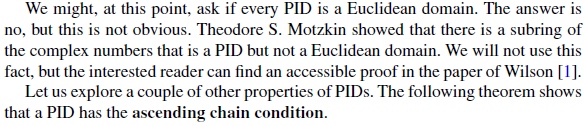 We might, at this point, ask if every PID is a Euclidean domain. The answer is
no, but this is not obvious. Theodore S. Motzkin showed that there is a subring of
the complex numbers that is a PID but not a Euclidean domain. We will not use this
fact, but the interested reader can find an accessible proof in the paper of Wilson [1].
Let us explore a couple of other properties of PIDs. The following theorem shows
that a PID has the ascending chain condition.